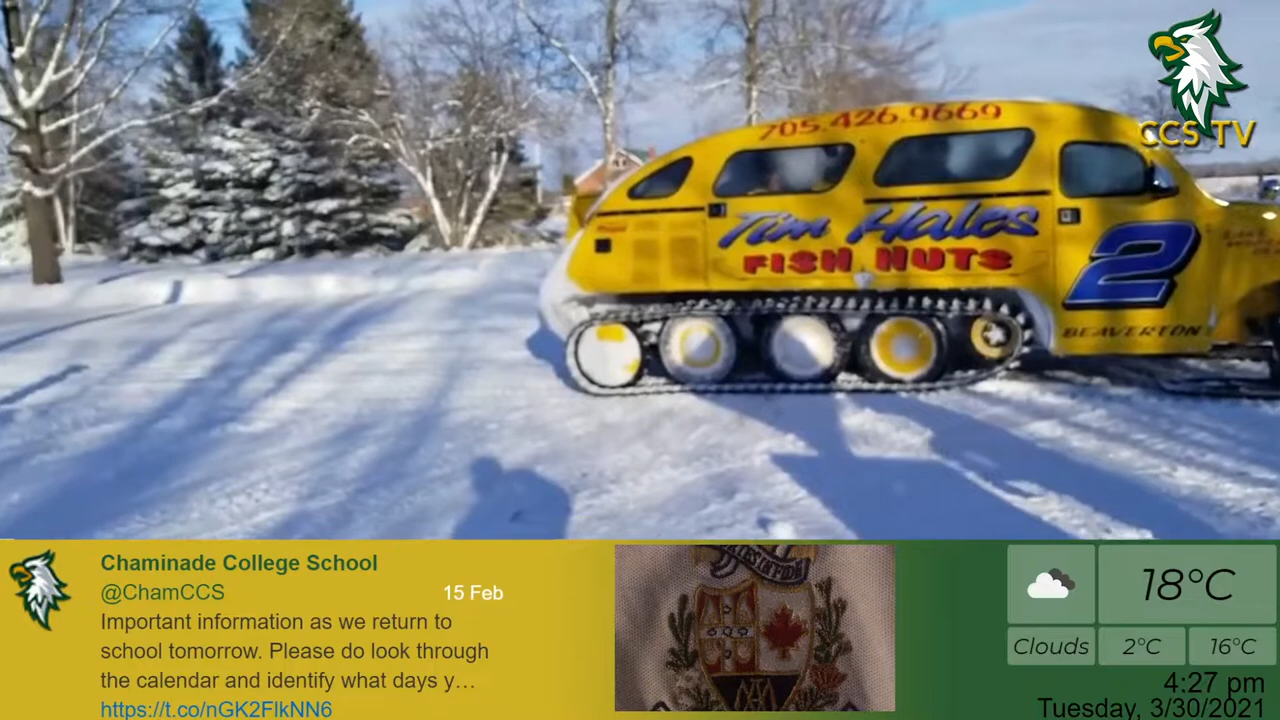 CCS TV
705.426.9669
Tim Hales
FISH HUTS
2
BEAVERTON
Chaminade College School
@ChamCCS
15 Feb
Important information as we return to
school tomorrow. Please do look through
the calendar and identify what days y…
https://t.co/nGK2FlkNN6
18°C
Clouds
2°C
16°C
4:27 pm
Tuesday, 3/30/2021